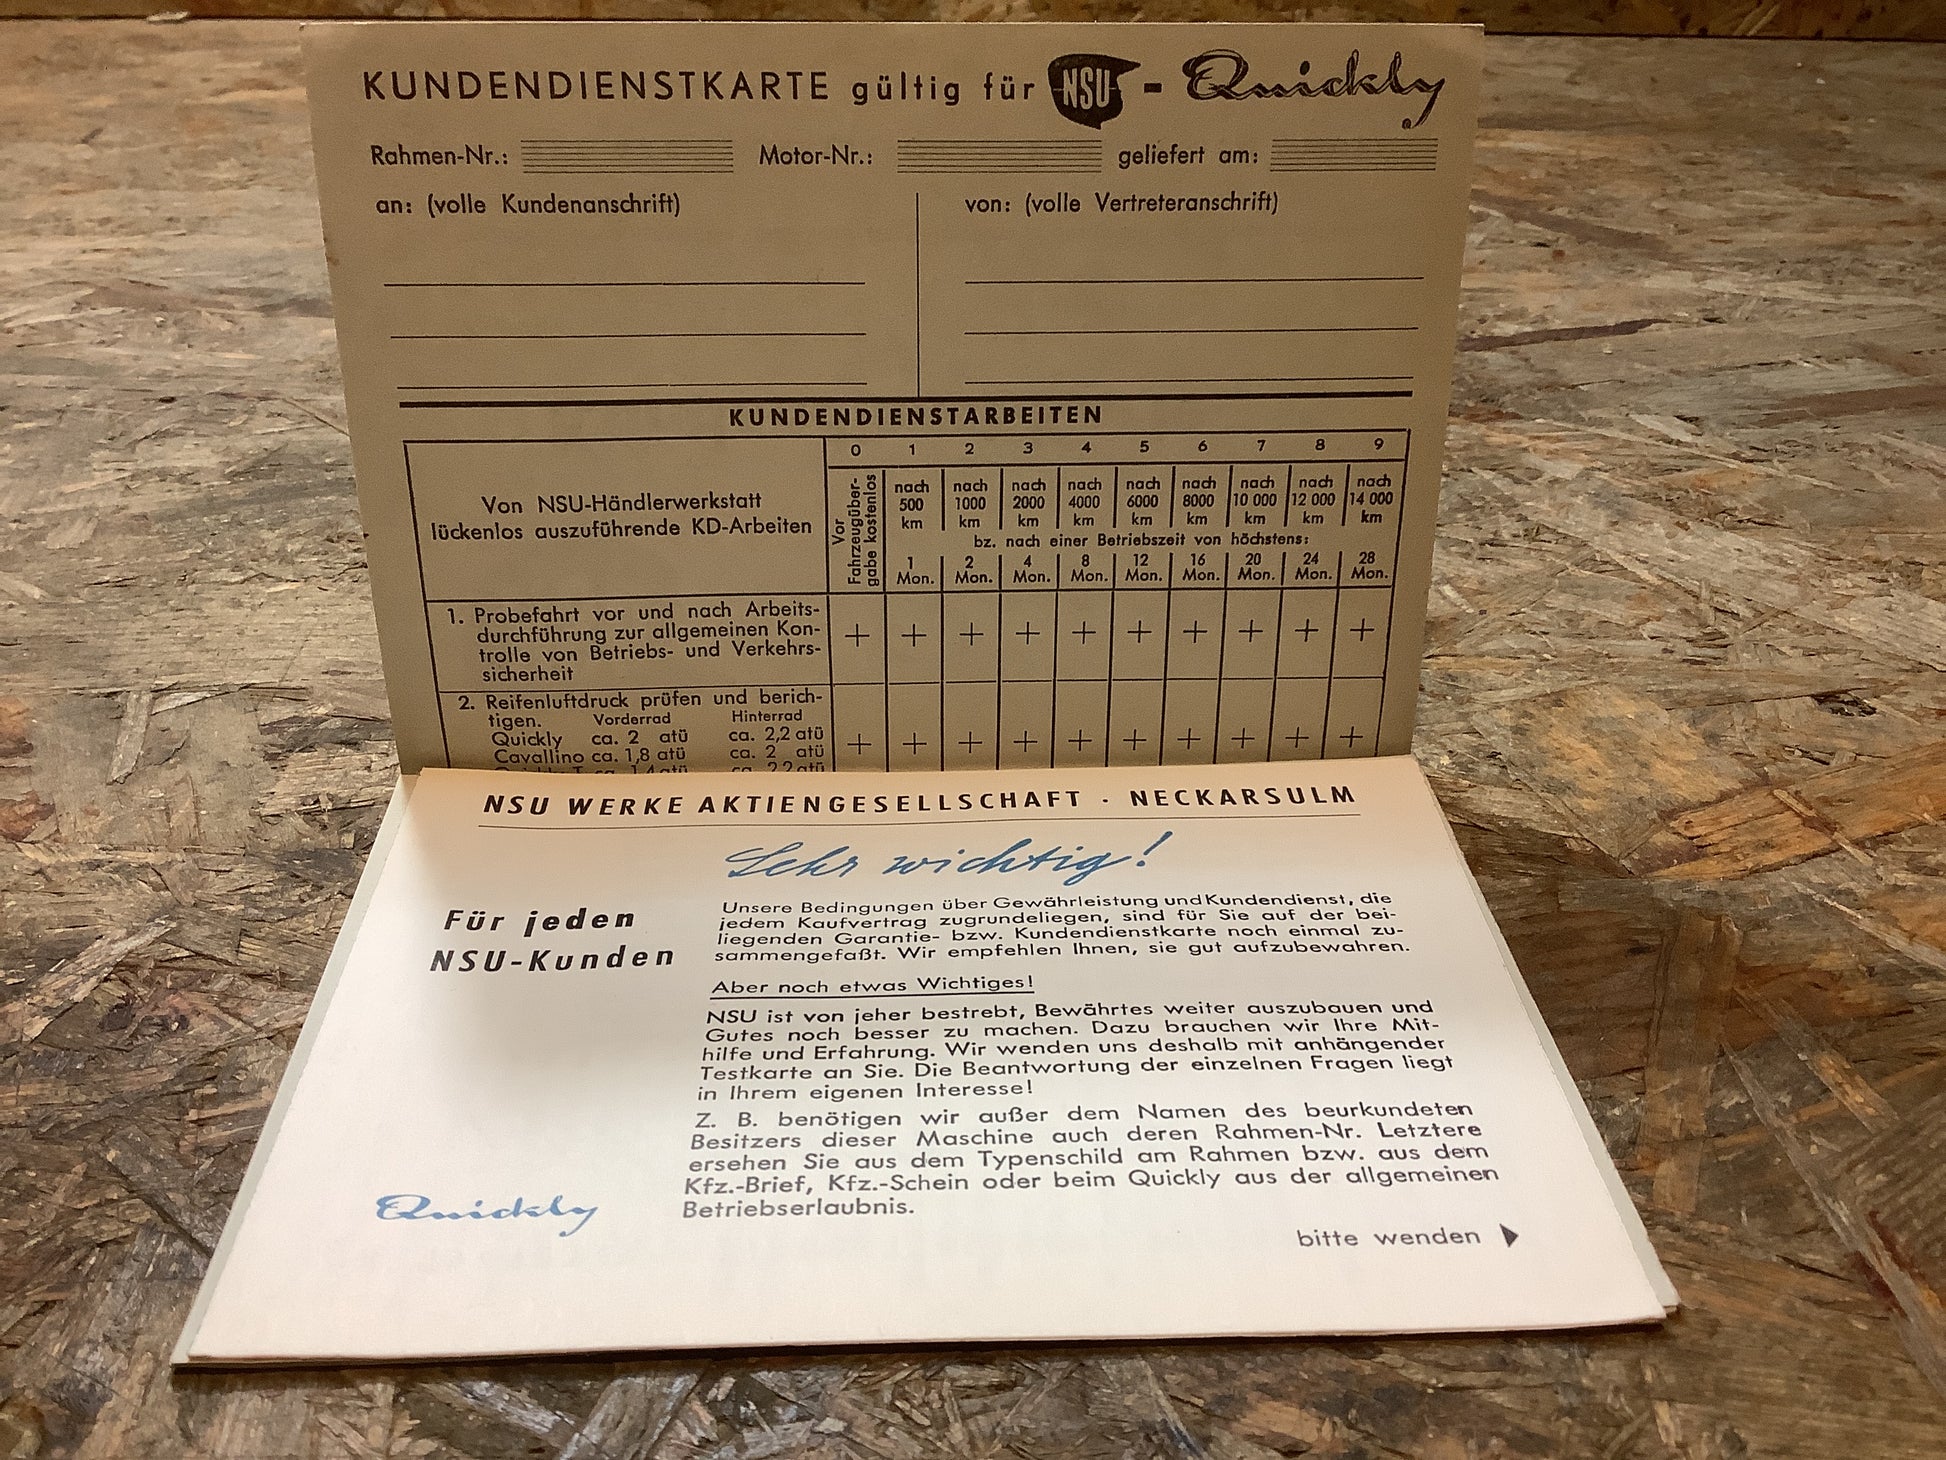 KUNDENDIENSTKARTE gültig für NSU - Quickly
Rahmen-Nr.: Motor-Nr.: geliefert am:
an: (volle Kundenanschrift) von: (volle Vertreteranschrift)
KUNDENDIENSTARBEITEN
0 1 2 3 4 5 6 7 8 9
Von NSU-Händlerwerkstatt
lückenlos auszuführende KD-Arbeiten
Vor
Fahrzeugüber-
gabe kostenlos
nach nach nach nach nach nach nach nach nach
500 1000 2000 4000 6000 8000 10 000 12 000 14 000
km km km km km km km km km
bz. nach einer Betriebszeit von höchstens:
1 2 4 8 12 16 20 24 28
Mon. Mon. Mon. Mon. Mon. Mon. Mon. Mon. Mon.
1. Probefahrt vor und nach Arbeits-
durchführung zur allgemeinen Kon-
trolle von Betriebs- und Verkehrs-
sicherheit
+ + + + + + + + + +
2. Reifenluftdruck prüfen und berich-
tigen. Vorderrad Hinterrad
Quickly ca. 2 atü ca. 2,2 atü
Cavallino ca. 1,8 atü ca. 2 atü
+ + + + + + + + + +
ca. 1,4 atü ca. 2,2 atü
NSU WERKE AKTIENGESELLSCHAFT · NECKARSULM
Sehr wichtig!
Für jeden
NSU-Kunden
Unsere Bedingungen über Gewährleistung und Kundendienst, die
jedem Kaufvertrag zugrundeliegen, sind für Sie auf der bei-
liegenden Garantie- bzw. Kundendienstkarte noch einmal zu-
sammengefaßt. Wir empfehlen Ihnen, sie gut aufzubewahren.
Aber noch etwas Wichtiges!
NSU ist von jeher bestrebt, Bewährtes weiter auszubauen und
Gutes noch besser zu machen. Dazu brauchen wir Ihre Mit-
hilfe und Erfahrung. Wir wenden uns deshalb mit anhängender
Testkarte an Sie. Die Beantwortung der einzelnen Fragen liegt
in Ihrem eigenen Interesse!
Z. B. benötigen wir außer dem Namen des beurkundeten
Besitzers dieser Maschine auch deren Rahmen-Nr. Letztere
ersehen Sie aus dem Typenschild am Rahmen bzw. aus dem
Kfz.-Brief, Kfz.-Schein oder beim Quickly aus der allgemeinen
Betriebserlaubnis.
Quickly
bitte wenden